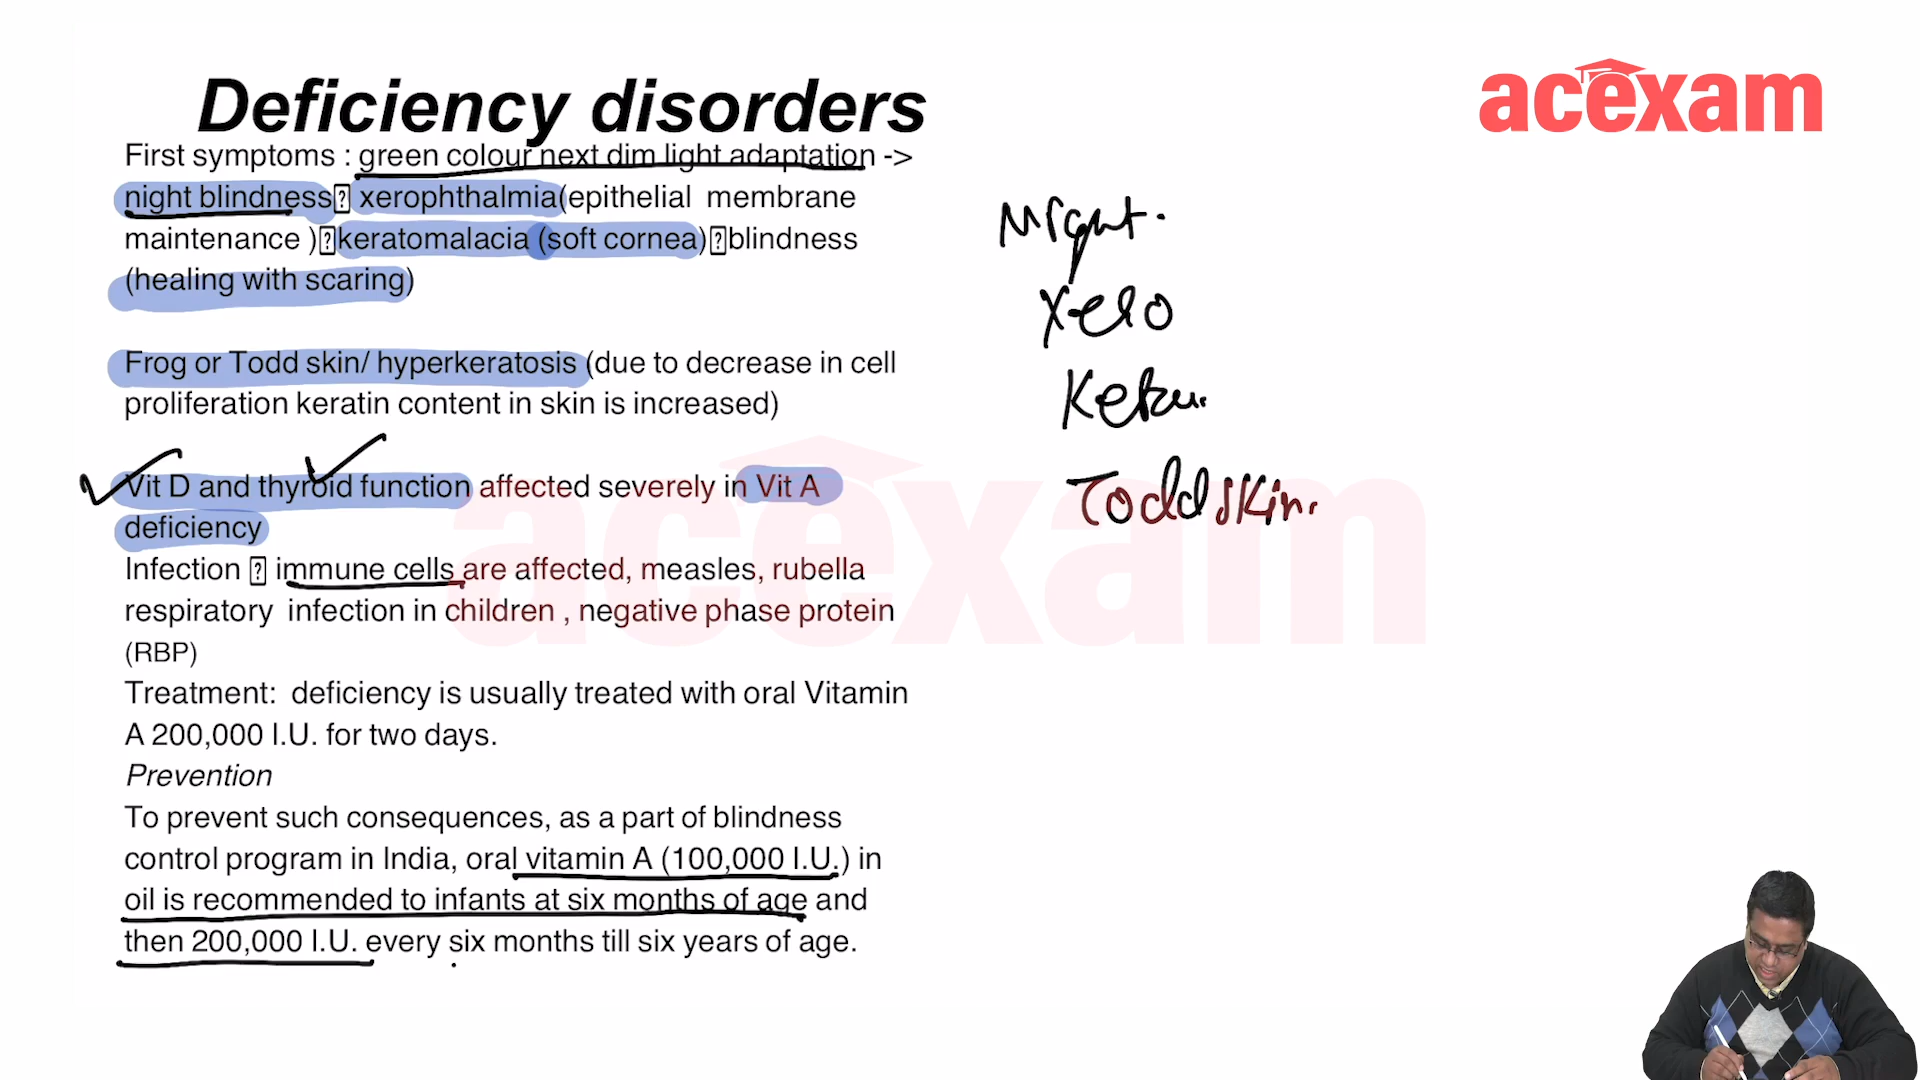 Deficiency disorders
acexam
First symptoms : green colour next dim light adaptation ->
night blindness⍰ xerophthalmia(epithelial membrane
maintenance )⍰keratomalacia (soft cornea)⍰blindness
(healing with scaring)
Frog or Todd skin/ hyperkeratosis (due to decrease in cell
proliferation keratin content in skin is increased)
Vit D and thyroid function affected severely in Vit A
deficiency
Infection ⍰ immune cells are affected, measles, rubella
respiratory infection in children , negative phase protein
(RBP)
Treatment: deficiency is usually treated with oral Vitamin
A 200,000 I.U. for two days.
Prevention
To prevent such consequences, as a part of blindness
control program in India, oral vitamin A (100,000 I.U.) in
oil is recommended to infants at six months of age and
then 200,000 I.U. every six months till six years of age.
Night.
Xero
Todd skin.
acexam